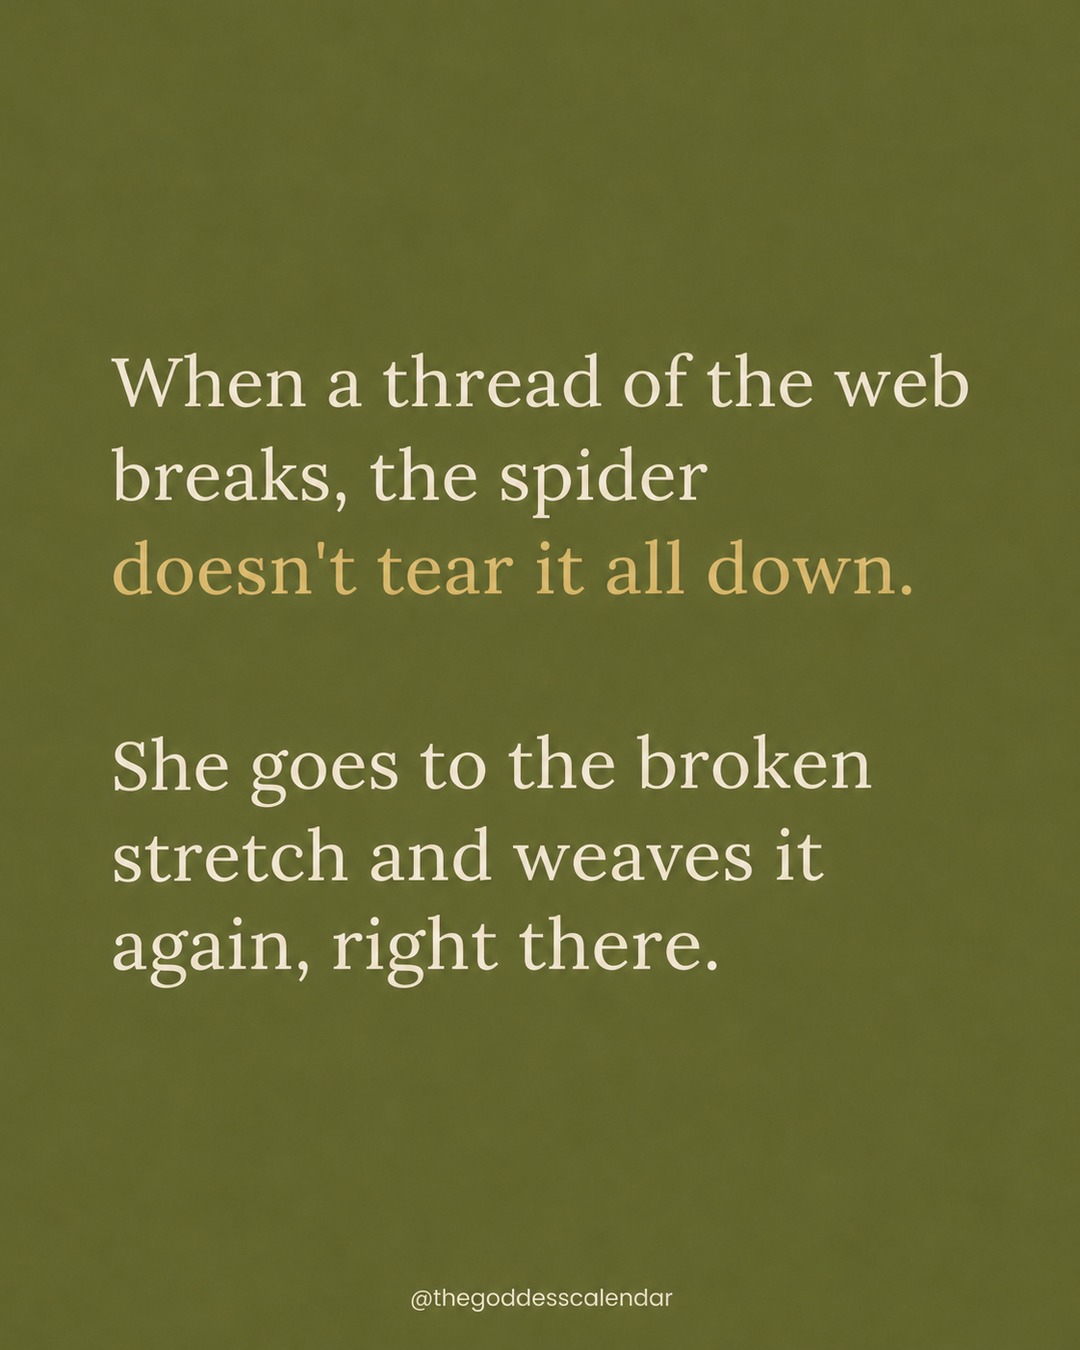 When a thread of the web
breaks, the spider
doesn't tear it all down.
She goes to the broken
stretch and weaves it
again, right there.
@thegoddesscalendar